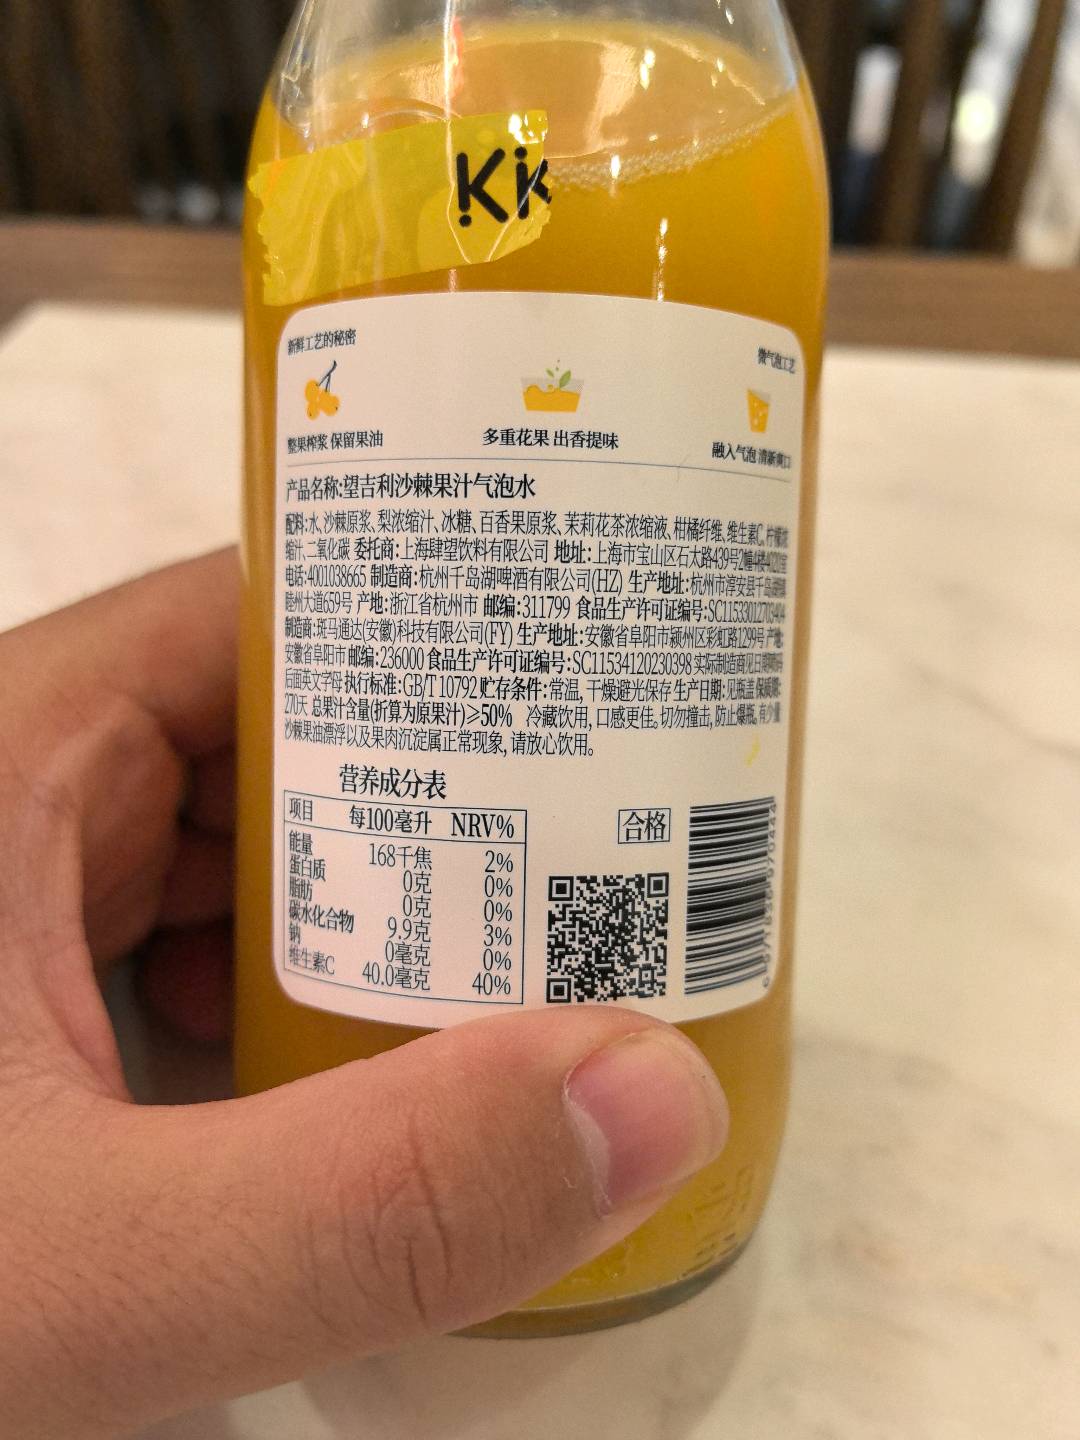 Kik
新鲜工艺的秘密
微气泡工艺
整果榨浆 保留果油
多重花果 出香提味
融入气泡 清新爽口
产品名称:望吉利沙棘果汁气泡水
配料:水、沙棘原浆、梨浓缩汁、冰糖、百香果原浆、茉莉花茶浓缩液、柑橘纤维、维生素C、柠檬浓
缩汁、二氧化碳 委托商:上海肆望饮料有限公司 地址:上海市宝山区石太路439号2幢4楼4020室
电话:4001038665 制造商:杭州千岛湖啤酒有限公司(HZ) 生产地址:杭州市淳安县千岛湖镇
睦州大道659号 产地:浙江省杭州市 邮编:311799 食品生产许可证编号:SC11533012703404
制造商:斑马通达(安徽)科技有限公司(FY) 生产地址:安徽省阜阳市颍州区彩虹路1299号 产地:
安徽省阜阳市 邮编:236000 食品生产许可证编号:SC11534120230398 实际制造商见日期喷码
后面英文字母 执行标准:GB/T 10792 贮存条件:常温, 干燥避光保存 生产日期:见瓶盖 保质期:
270天 总果汁含量(折算为原果汁)≥50% 冷藏饮用, 口感更佳。切勿撞击, 防止爆瓶。有少量
沙棘果油漂浮以及果肉沉淀属正常现象, 请放心饮用。
营养成分表
项目 每100毫升 NRV%
能量 168千焦 2%
蛋白质 0克 0%
脂肪 0克 0%
碳水化合物 9.9克 3%
钠 0毫克 0%
维生素C 40.0毫克 40%
合格